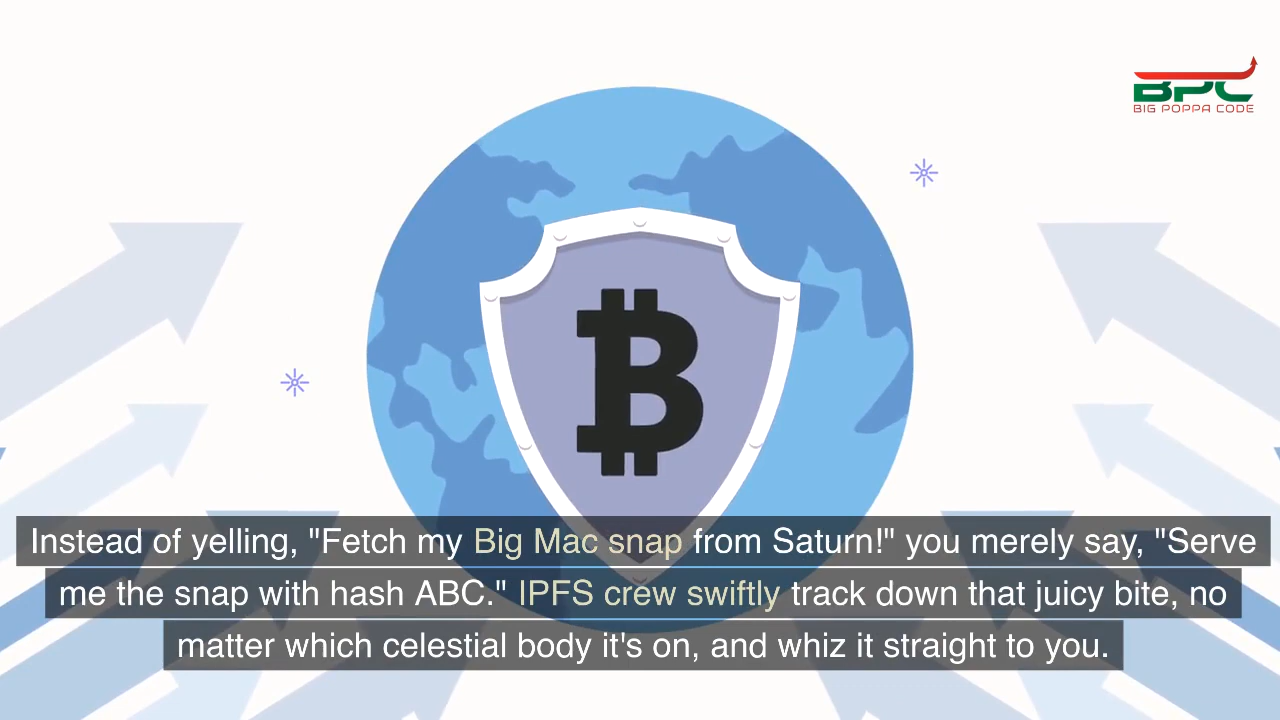 BPC
BIG POPPA CODE
Instead of yelling, "Fetch my Big Mac snap from Saturn!" you merely say, "Serve
me the snap with hash ABC." IPFS crew swiftly track down that juicy bite, no
matter which celestial body it's on, and whiz it straight to you.